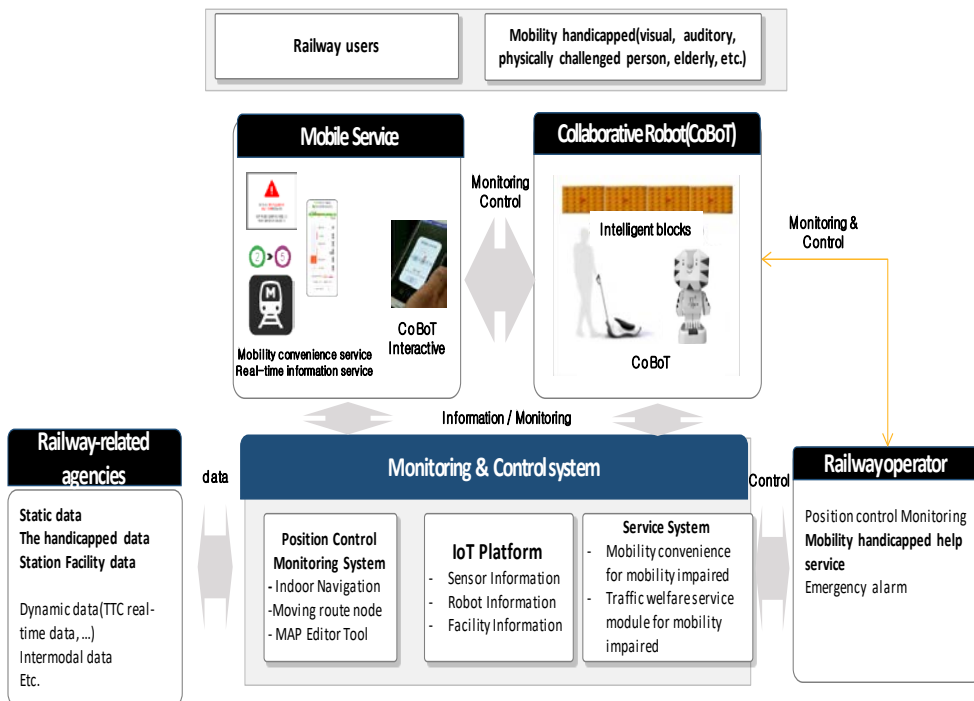 Railway users
Mobility handicapped(visual, auditory,
physically challenged person, elderly, etc.)
Mobile Service
2 > 5
M
CoBoT
Interactive
Mobility convenience service
Real-time information service
Monitoring
Control
Collaborative Robot(CoBoT)
Intelligent blocks
CoBoT
Monitoring &
Control
Information / Monitoring
Railway-related
agencies
Static data
The handicapped data
Station Facility data
Dynamic data(TTC real-
time data, ...)
Intermodal data
Etc.
data
Monitoring & Control system
Position Control
Monitoring System
- Indoor Navigation
-Moving route node
- MAP Editor Tool
IoT Platform
- Sensor Information
- Robot Information
- Facility Information
Service System
- Mobility convenience
for mobility impaired
- Traffic welfare service
module for mobility
impaired
Control
Railway operator
Position control Monitoring
Mobility handicapped help
service
Emergency alarm